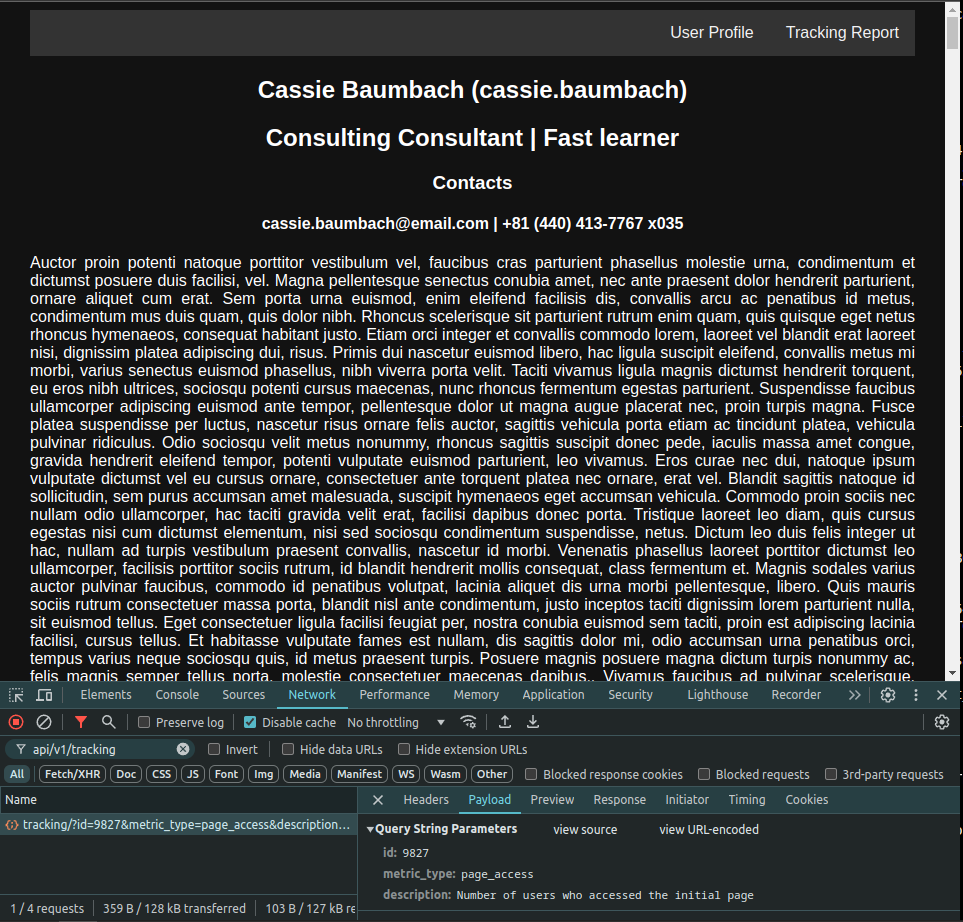 User Profile Tracking Report
Cassie Baumbach (cassie.baumbach)
Consulting Consultant | Fast learner
Contacts
cassie.baumbach@email.com | +81 (440) 413-7767 x035
Auctor proin potenti natoque porttitor vestibulum vel, faucibus cras parturient phasellus molestie urna, condimentum et
dictumst posuere duis facilisi, vel. Magna pellentesque senectus conubia amet, nec ante praesent dolor hendrerit parturient,
ornare aliquet cum erat. Sem porta urna euismod, enim eleifend facilisis dis, convallis arcu ac penatibus id metus,
condimentum mus duis quam, quis dolor nibh. Rhoncus scelerisque sit parturient rutrum enim quam, quis quisque eget netus
rhoncus hymenaeos, consequat habitant justo. Etiam orci integer et convallis commodo lorem, laoreet vel blandit erat laoreet
nisi, dignissim platea adipiscing dui, risus. Primis dui nascetur euismod libero, hac ligula suscipit eleifend, convallis metus mi
morbi, varius senectus euismod phasellus, nibh viverra porta velit. Taciti vivamus ligula magnis dictumst hendrerit torquent,
eu eros nibh ultrices, sociosqu potenti cursus maecenas, nunc rhoncus fermentum egestas parturient. Suspendisse faucibus
ullamcorper adipiscing euismod ante tempor, pellentesque dolor ut magna augue placerat nec, proin turpis magna. Fusce
platea suspendisse per luctus, nascetur risus ornare felis auctor, sagittis vehicula porta etiam ac tincidunt platea, vehicula
pulvinar ridiculus. Odio sociosqu velit metus nonummy, rhoncus sagittis suscipit donec pede, iaculis massa amet congue,
gravida hendrerit eleifend tempor, potenti vulputate euismod parturient, leo vivamus. Eros curae nec dui, natoque ipsum
vulputate dictumst vel eu cursus ornare, consectetuer ante torquent platea nec ornare, erat vel. Blandit sagittis natoque id
sollicitudin, sem purus accumsan amet malesuada, suscipit hymenaeos eget accumsan vehicula. Commodo proin sociis nec
nullam odio ullamcorper, hac taciti gravida velit erat, facilisi dapibus donec porta. Tristique laoreet leo diam, quis cursus
egestas nisi cum dictumst elementum, nisi sed sociosqu condimentum suspendisse, netus. Dictum leo duis felis integer ut
hac, nullam ad turpis vestibulum praesent convallis, nascetur id morbi. Venenatis phasellus laoreet porttitor dictumst leo
ullamcorper, facilisis porttitor sociis rutrum, id blandit hendrerit mollis consequat, class fermentum et. Magnis sodales varius
auctor pulvinar faucibus, commodo id penatibus volutpat, lacinia aliquet dis urna morbi pellentesque, libero. Quis mauris
sociis rutrum consectetuer massa porta, blandit nisl ante condimentum, justo inceptos taciti dignissim lorem parturient nulla,
sit euismod tellus. Eget consectetuer ligula facilisi feugiat per, nostra conubia euismod sem taciti, proin est adipiscing lacinia
facilisi, cursus tellus. Et habitasse vulputate fames est nullam, dis sagittis dolor mi, odio accumsan urna penatibus orci,
tempus varius neque sociosqu quis, id metus praesent turpis. Posuere magnis posuere magna dictum turpis nonummy ac,
felis magnis semper tellus porta, molestie consectetuer maecenas dapibus,. Vivamus faucibus ad pulvinar scelerisque,
Elements Console Sources Network Performance Memory Application Security Lighthouse Recorder
Preserve log Disable cache No throttling
api/v1/tracking Invert Hide data URLs Hide extension URLs
All Fetch/XHR Doc CSS JS Font Img Media Manifest WS Wasm Other Blocked response cookies Blocked requests 3rd-party requests
Name Headers Payload Preview Response Initiator Timing Cookies
tracking/?id=9827&metric_type=page_access&description... Query String Parameters view source view URL-encoded
id: 9827
metric_type: page_access
description: Number of users who accessed the initial page
1 / 4 requests 359 B / 128 kB transferred 103 B / 127 kB re